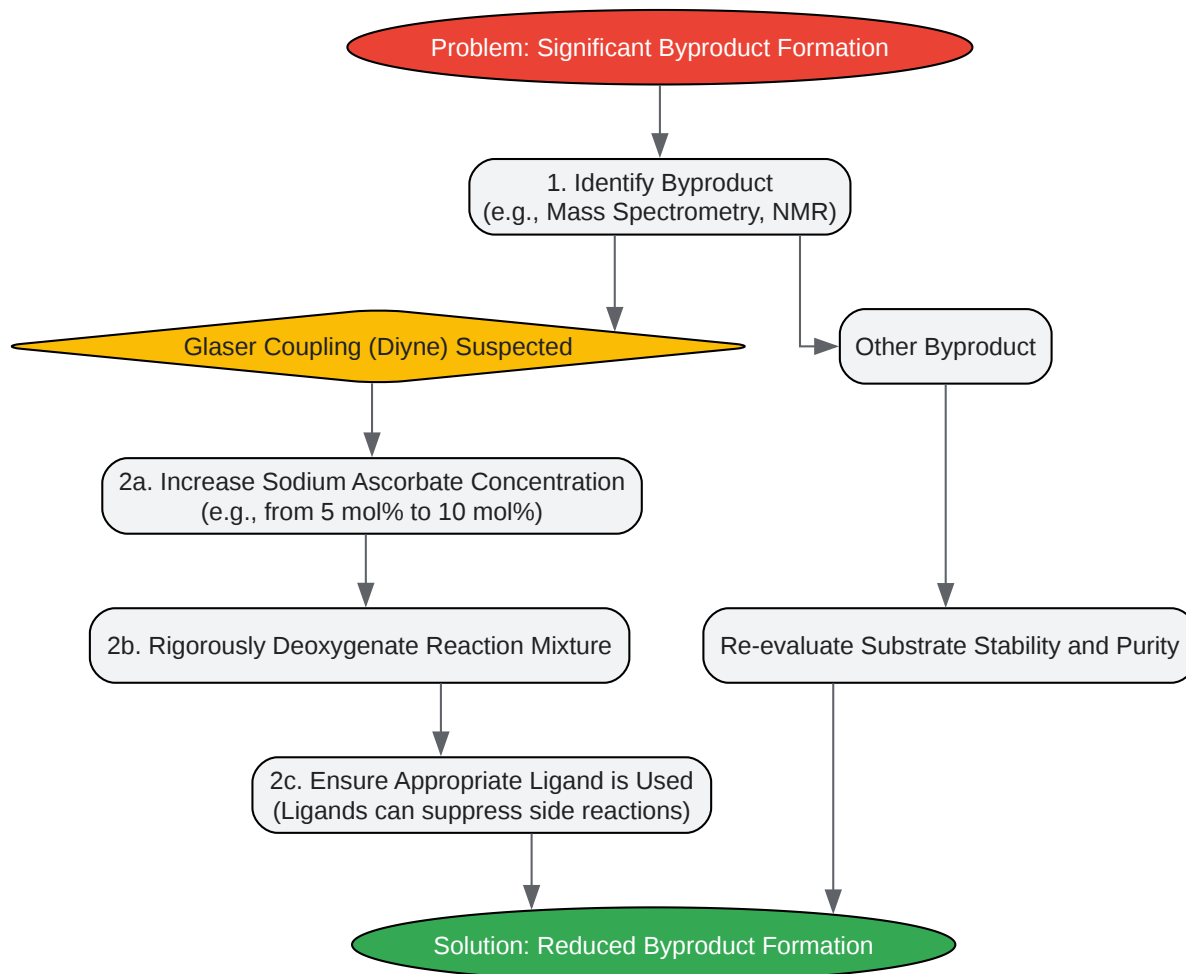 Problem: Significant Byproduct Formation
1. Identify Byproduct
(e.g., Mass Spectrometry, NMR)
Glaser Coupling (Diyne) Suspected
Other Byproduct
2a. Increase Sodium Ascorbate Concentration
(e.g., from 5 mol% to 10 mol%)
2b. Rigorously Deoxygenate Reaction Mixture
Re-evaluate Substrate Stability and Purity
2c. Ensure Appropriate Ligand is Used
(Ligands can suppress side reactions)
Solution: Reduced Byproduct Formation